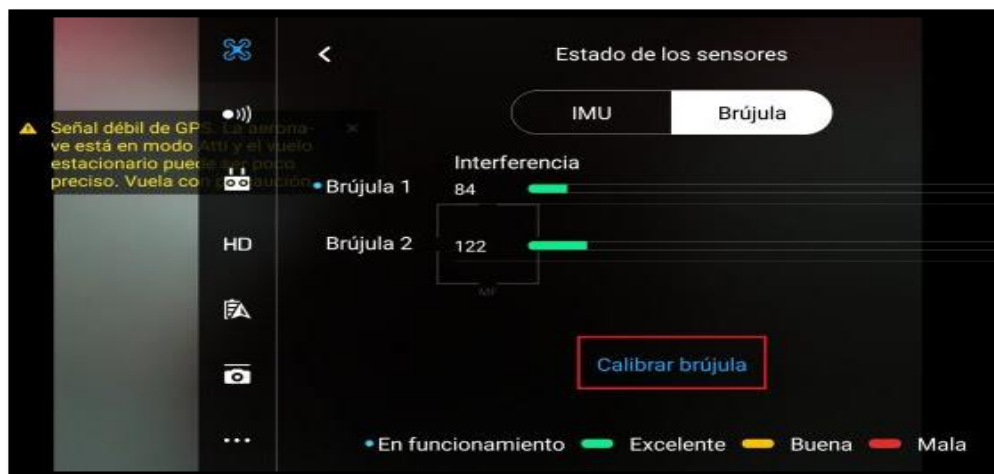 Estado de los sensores
IMU
Brújula
Señal débil de GPS. La aerona-
ve está en modo Atti y el vuelo
estacionario puede ser poco
preciso. Vuela con precaución.
Interferencia
Brújula 1
84
HD
Brújula 2
122
MF
Calibrar brújula
En funcionamiento
Excelente
Buena
Mala